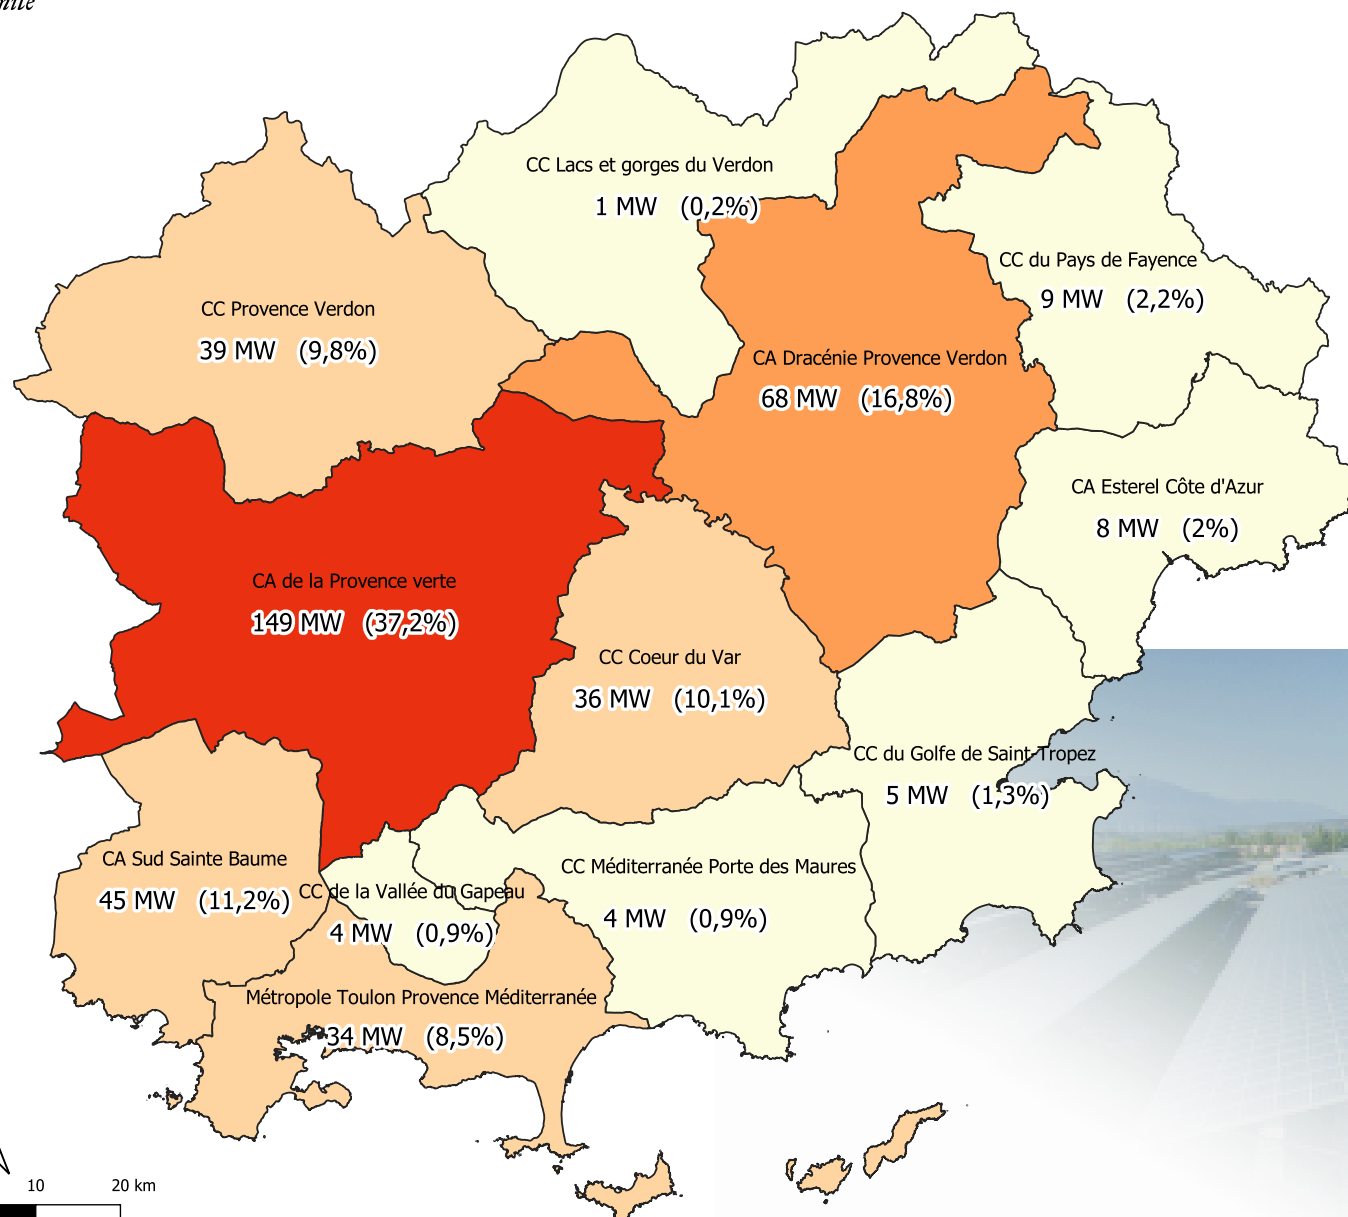 CC Lacs et gorges du Verdon
1 MW (0,2%)
CC du Pays de Fayence
9 MW (2,2%)
CC Provence Verdon
39 MW (9,8%)
CA Dracénie Provence Verdon
68 MW (16,8%)
CA Esterel Côte d'Azur
8 MW (2%)
CA de la Provence verte
149 MW (37,2%)
CC Coeur du Var
36 MW (10,1%)
CC du Golfe de Saint-Tropez
5 MW (1,3%)
CA Sud Sainte Baume
45 MW (11,2%)
CC de la Vallée du Gapeau
4 MW (0,9%)
CC Méditerranée Porte des Maures
4 MW (0,9%)
Métropole Toulon Provence Méditerranée
34 MW (8,5%)
10 20 km